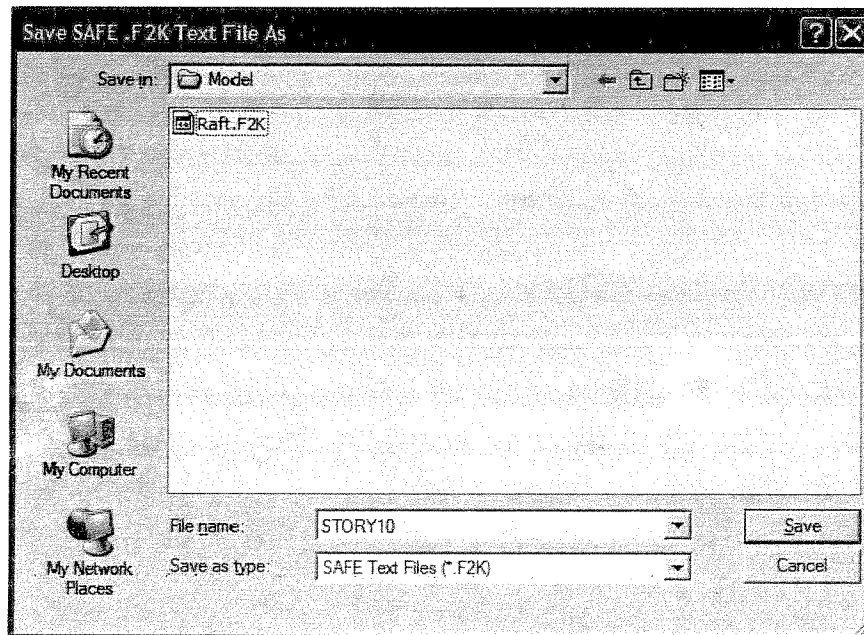 Save SAFE .F2K Text File As
Save in:
Model
Raft.F2K
My Recent
Documents
Desktop
My Documents
My Computer
My Network
Places
File name:
STORY10
Save
Save as type:
SAFE Text Files (*.F2K)
Cancel